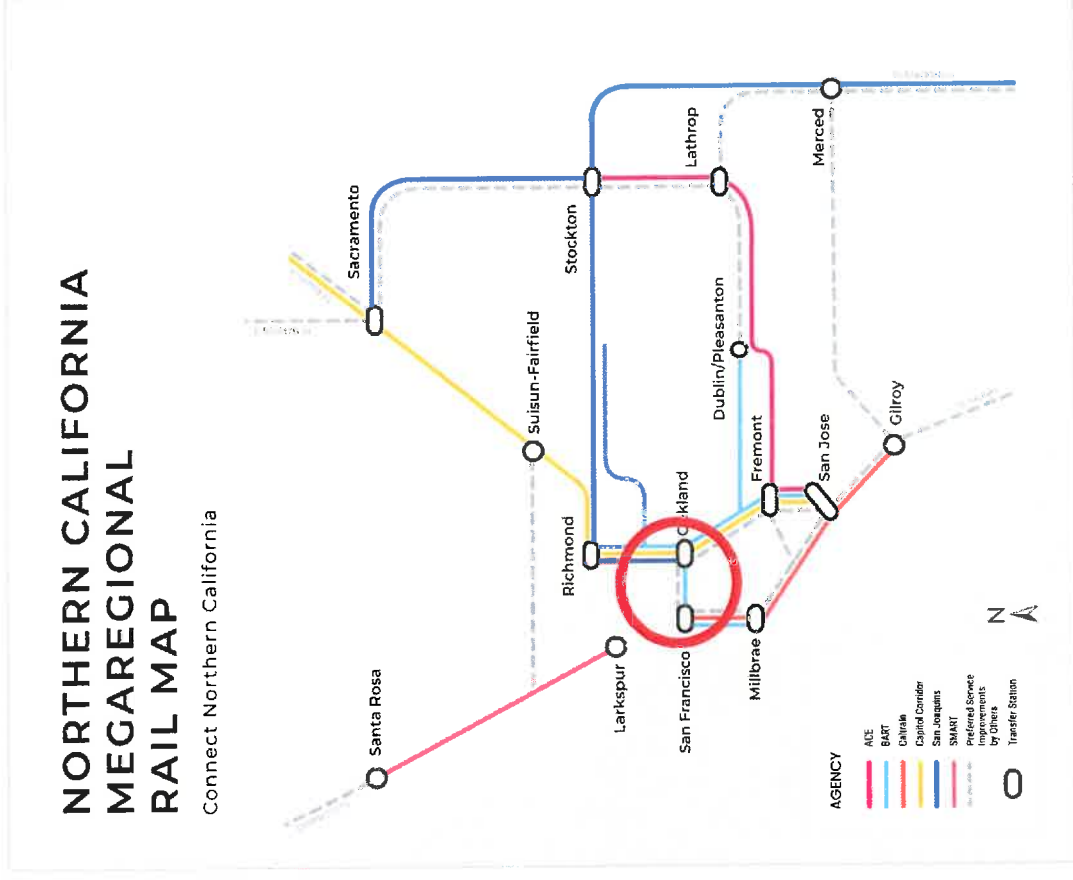 NORTHERN CALIFORNIA
MEGAREGIONAL
RAIL MAP
Connect Northern California
Santa Rosa
Sacramento
Suisun-Fairfield
Richmond
Stockton
Larkspur
San Francisco
Lathrop
Dublin/Pleasanton
Millbrae
Fremont
San Jose
Merced
Gilroy
N
AGENCY
ACE
BART
Caltrain
Capitol Corridor
San Joaquins
SMART
Preferred Service
Improvements
by Others
Transfer Station